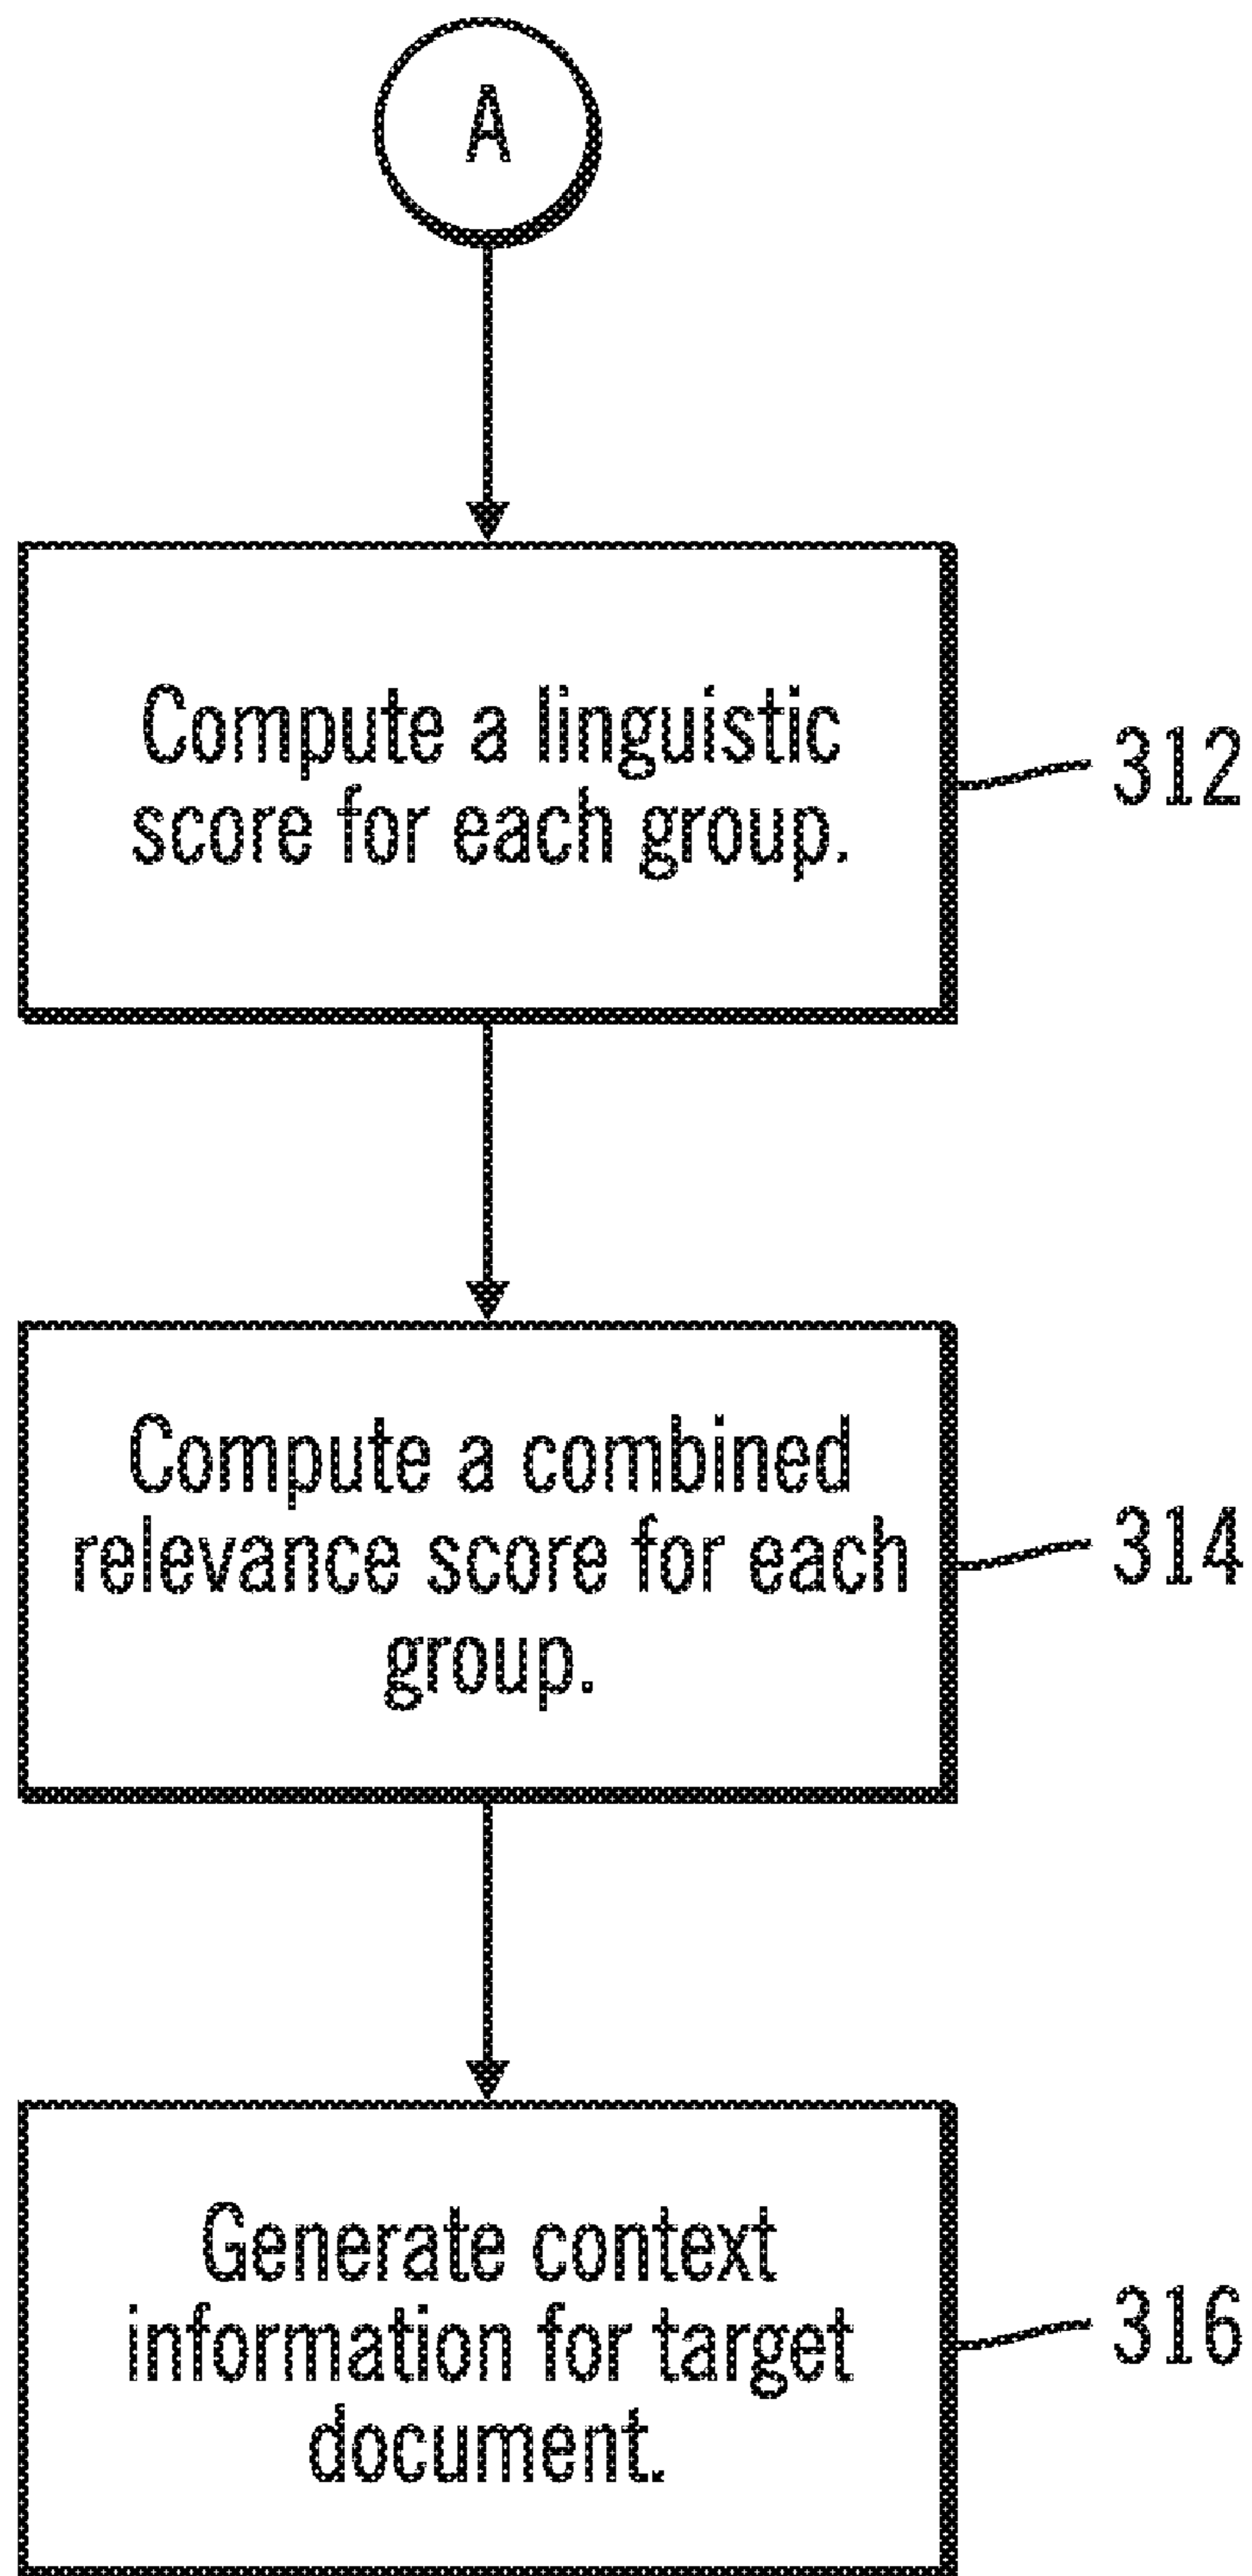 A
Compute a linguistic
score for each group.
312
Compute a combined
relevance score for each
group.
314
Generate context
information for target
document.
316